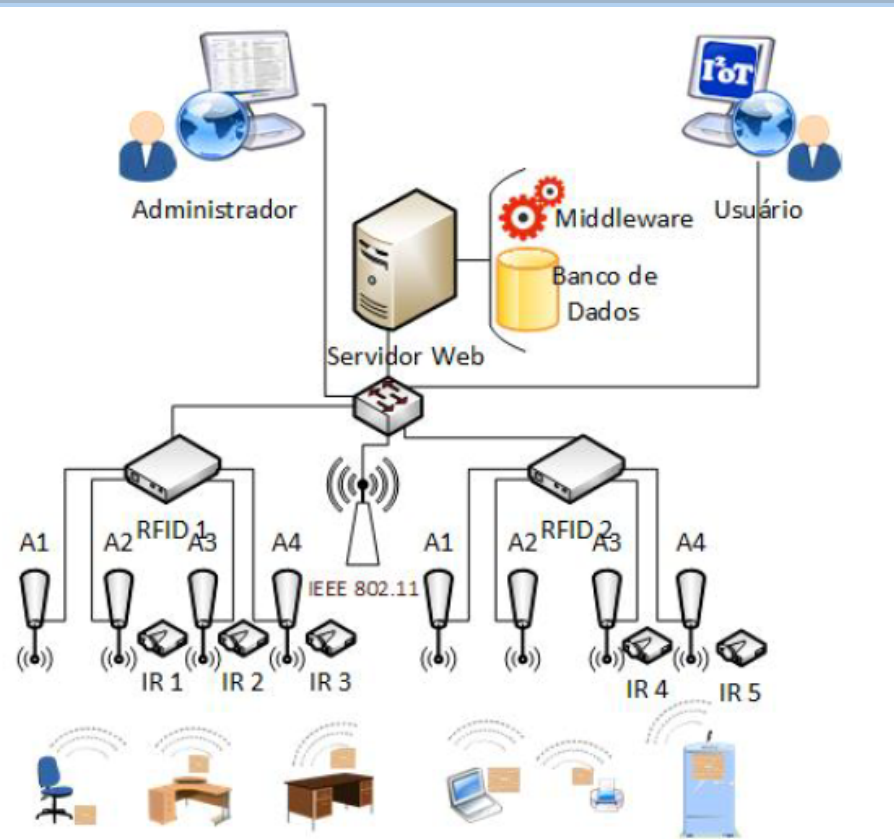 I²oT
Administrador
Usuário
Middleware
Banco de
Dados
Servidor Web
RFID 1
RFID 2
A1
A2
A3
A4
A1
A2
A3
A4
IEEE 802.11
IR 1
IR 2
IR 3
IR 4
IR 5